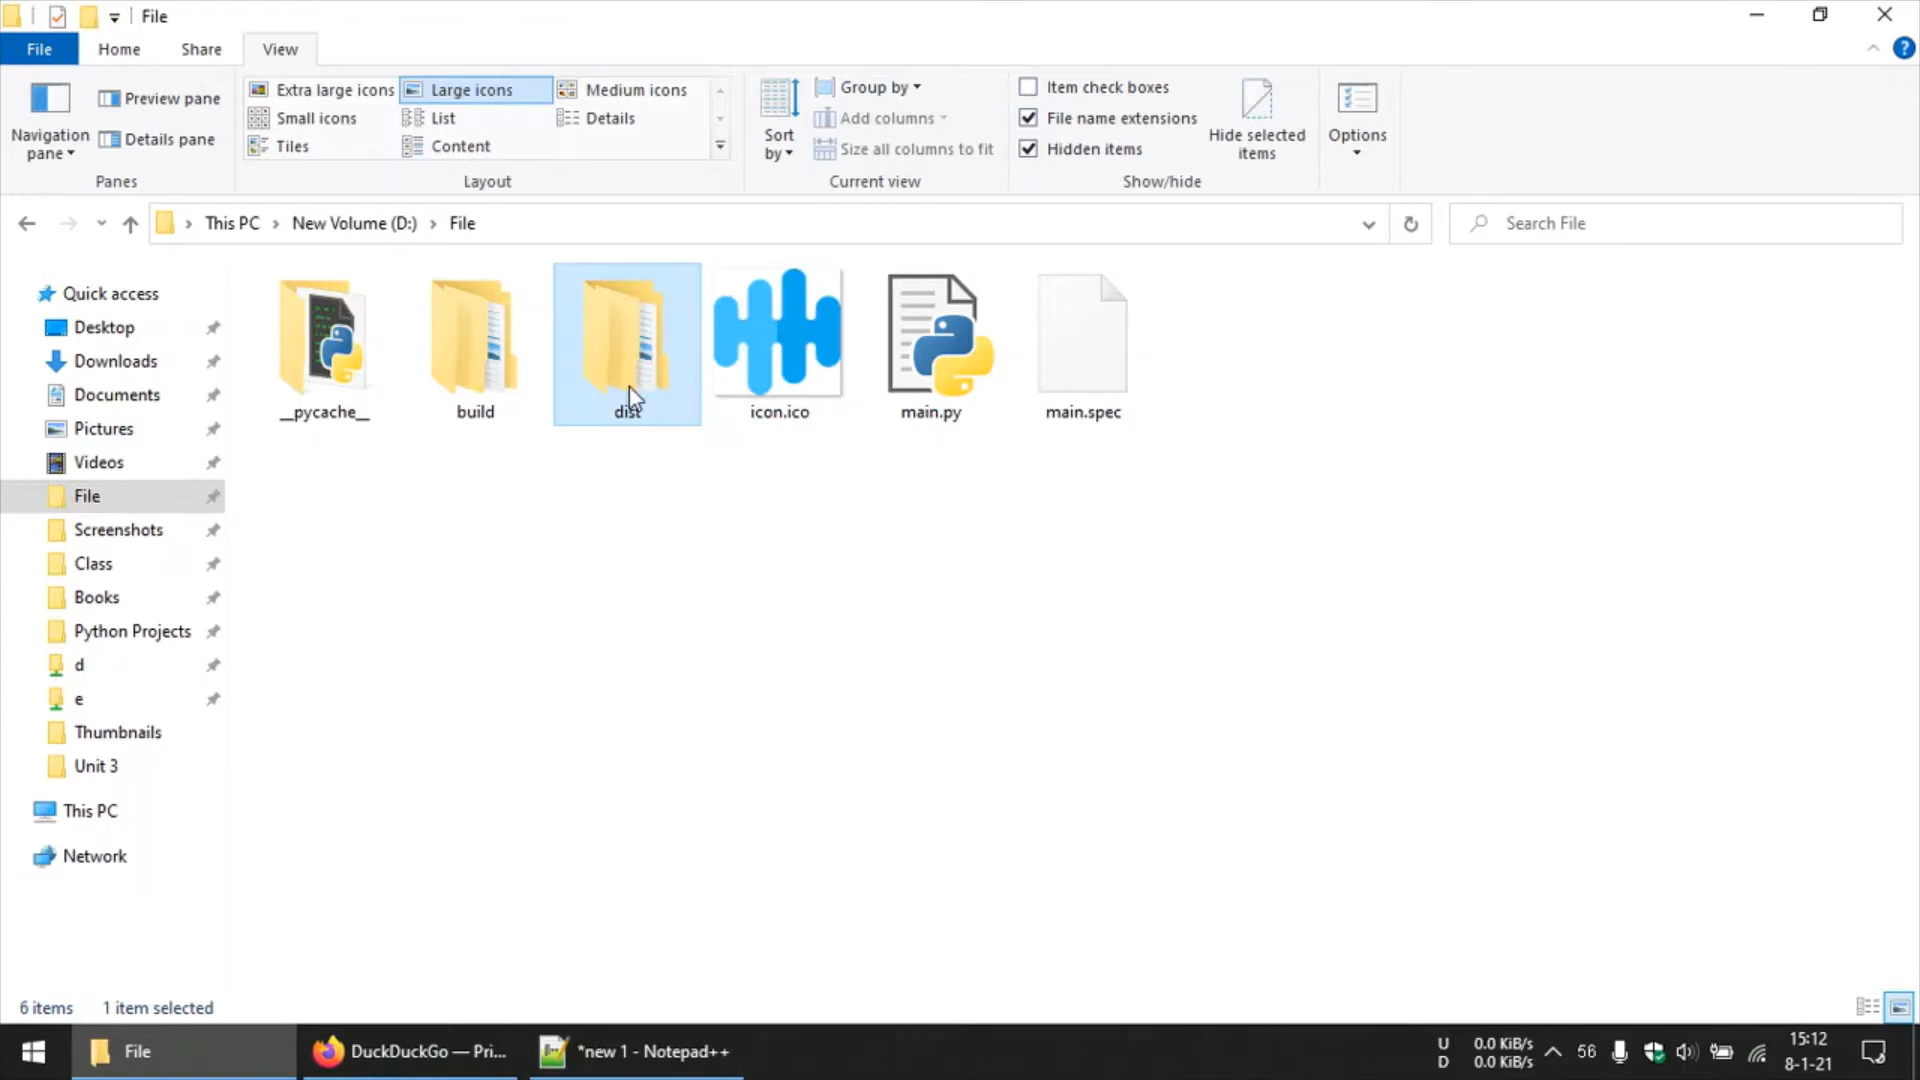 File
File Home Share View
Navigation pane
Preview pane
Details pane
Panes
Extra large icons Large icons Medium icons
Small icons List Details
Tiles Content
Layout
Sort by
Group by
Add columns
Size all columns to fit
Current view
Item check boxes
File name extensions
Hidden items
Hide selected items
Show/hide
Options
This PC > New Volume (D:) > File
Search File
Quick access
Desktop
Downloads
Documents
Pictures
Videos
File
Screenshots
Class
Books
Python Projects
d
e
Thumbnails
Unit 3
This PC
Network
__pycache__ build dist icon.ico main.py main.spec
6 items 1 item selected
File
DuckDuckGo — Pri...
*new 1 - Notepad++
U 0.0 KiB/s
D 0.0 KiB/s
56
15:12
8-1-21